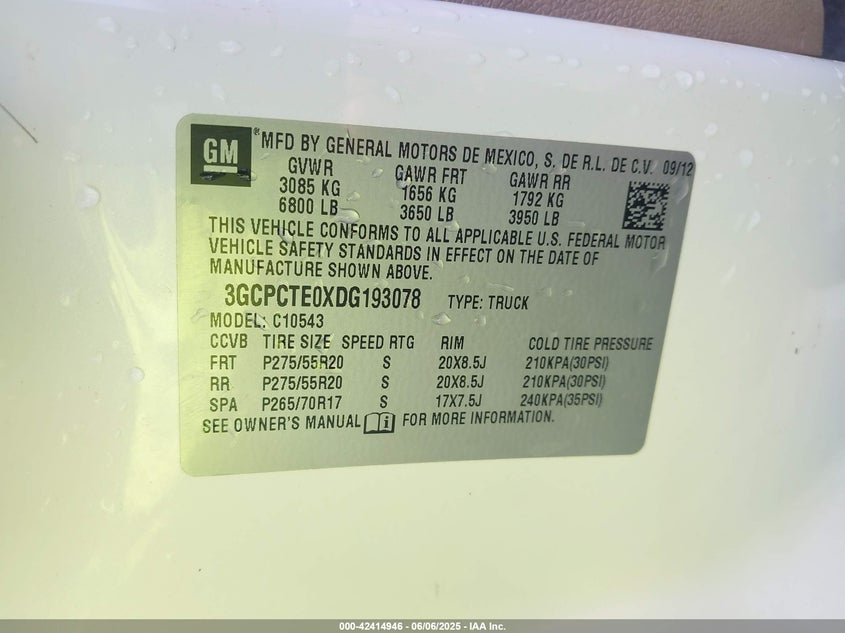 GM ® MFD BY GENERAL MOTORS DE MEXICO, S. DE R.L. DE C.V. 09/12
GVWR GAWR FRT GAWR RR
3085 KG 1656 KG 1792 KG
6800 LB 3650 LB 3950 LB
THIS VEHICLE CONFORMS TO ALL APPLICABLE U.S. FEDERAL MOTOR
VEHICLE SAFETY STANDARDS IN EFFECT ON THE DATE OF
MANUFACTURE SHOWN ABOVE.
3GCPCTE0XDG193078 TYPE: TRUCK
MODEL: C10543
CCVB TIRE SIZE SPEED RTG RIM COLD TIRE PRESSURE
FRT P275/55R20 S 20X8.5J 210KPA(30PSI)
RR P275/55R20 S 20X8.5J 210KPA(30PSI)
SPA P265/70R17 S 17X7.5J 240KPA(35PSI)
SEE OWNER'S MANUAL FOR MORE INFORMATION.
000-42414946 - 06/06/2025 - IAA Inc.